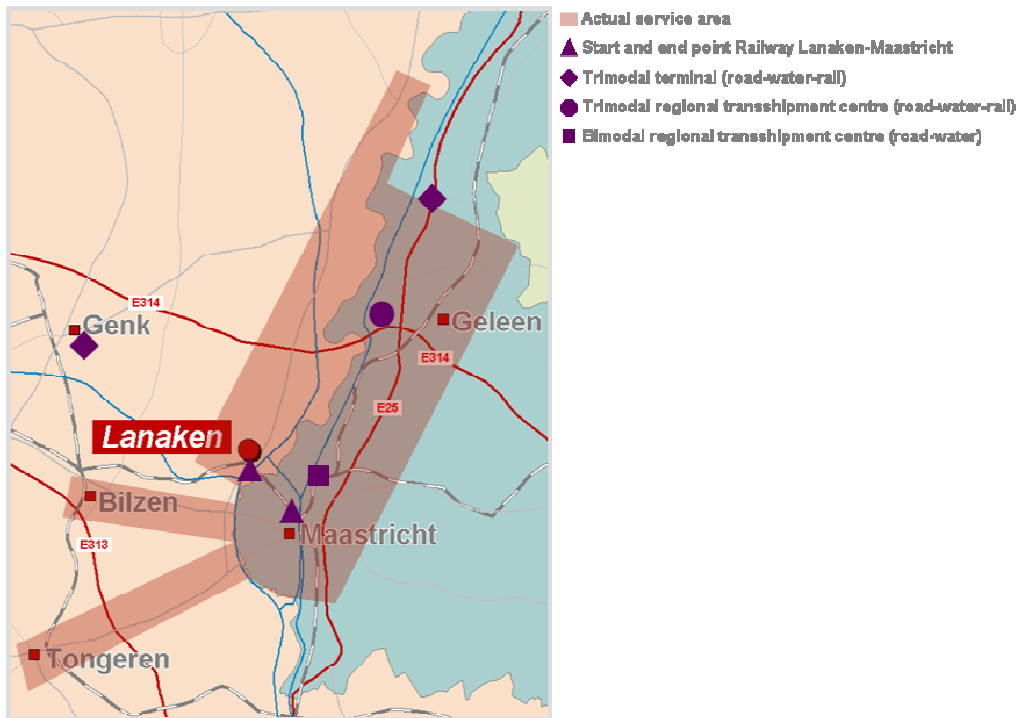 Actual service area
Start and end point Railway Lanaken-Maastricht
Trimodal terminal (road-water-rail)
Trimodal regional transshipment centre (road-water-rail)
Bimodal regional transshipment centre (road-water)
E314
Genk
Geleen
E314
E25
Lanaken
Bilzen
Maastricht
E313
Tongeren